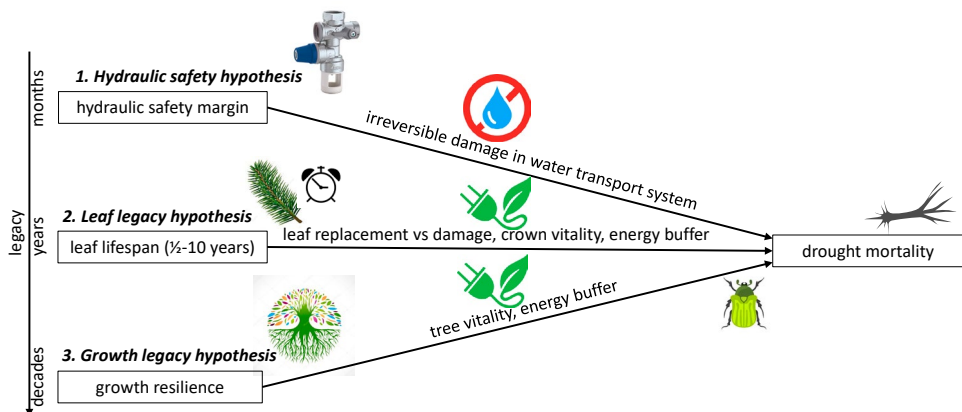 1. Hydraulic safety hypothesis
hydraulic safety margin
irreversible damage in water transport system
2. Leaf legacy hypothesis
leaf lifespan (½-10 years)
leaf replacement vs damage, crown vitality, energy buffer
drought mortality
tree vitality, energy buffer
3. Growth legacy hypothesis
growth resilience
legacy
months
years
decades